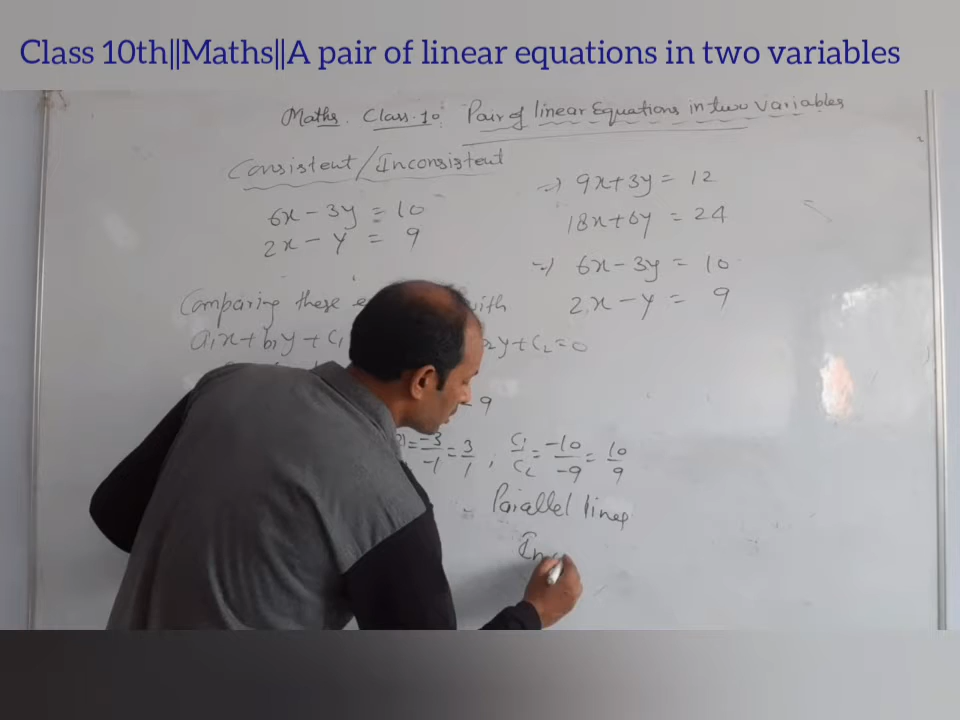 Class 10th||Maths||A pair of linear equations in two variables
Maths. Class-10 Pair of linear Equations in two variables
Consistent/Inconsistent
6x-3y = 10
2x-y = 9
Comparing these
with
a₁x+b₁y+c₁
₂y+c₂=0
-9
= -3/-1 = 3/1 , c₁/c₂ = -10/-9 = 10/9
Parallel lines
In
=> 9x+3y = 12
18x+6y = 24
=> 6x-3y = 10
2x-y = 9